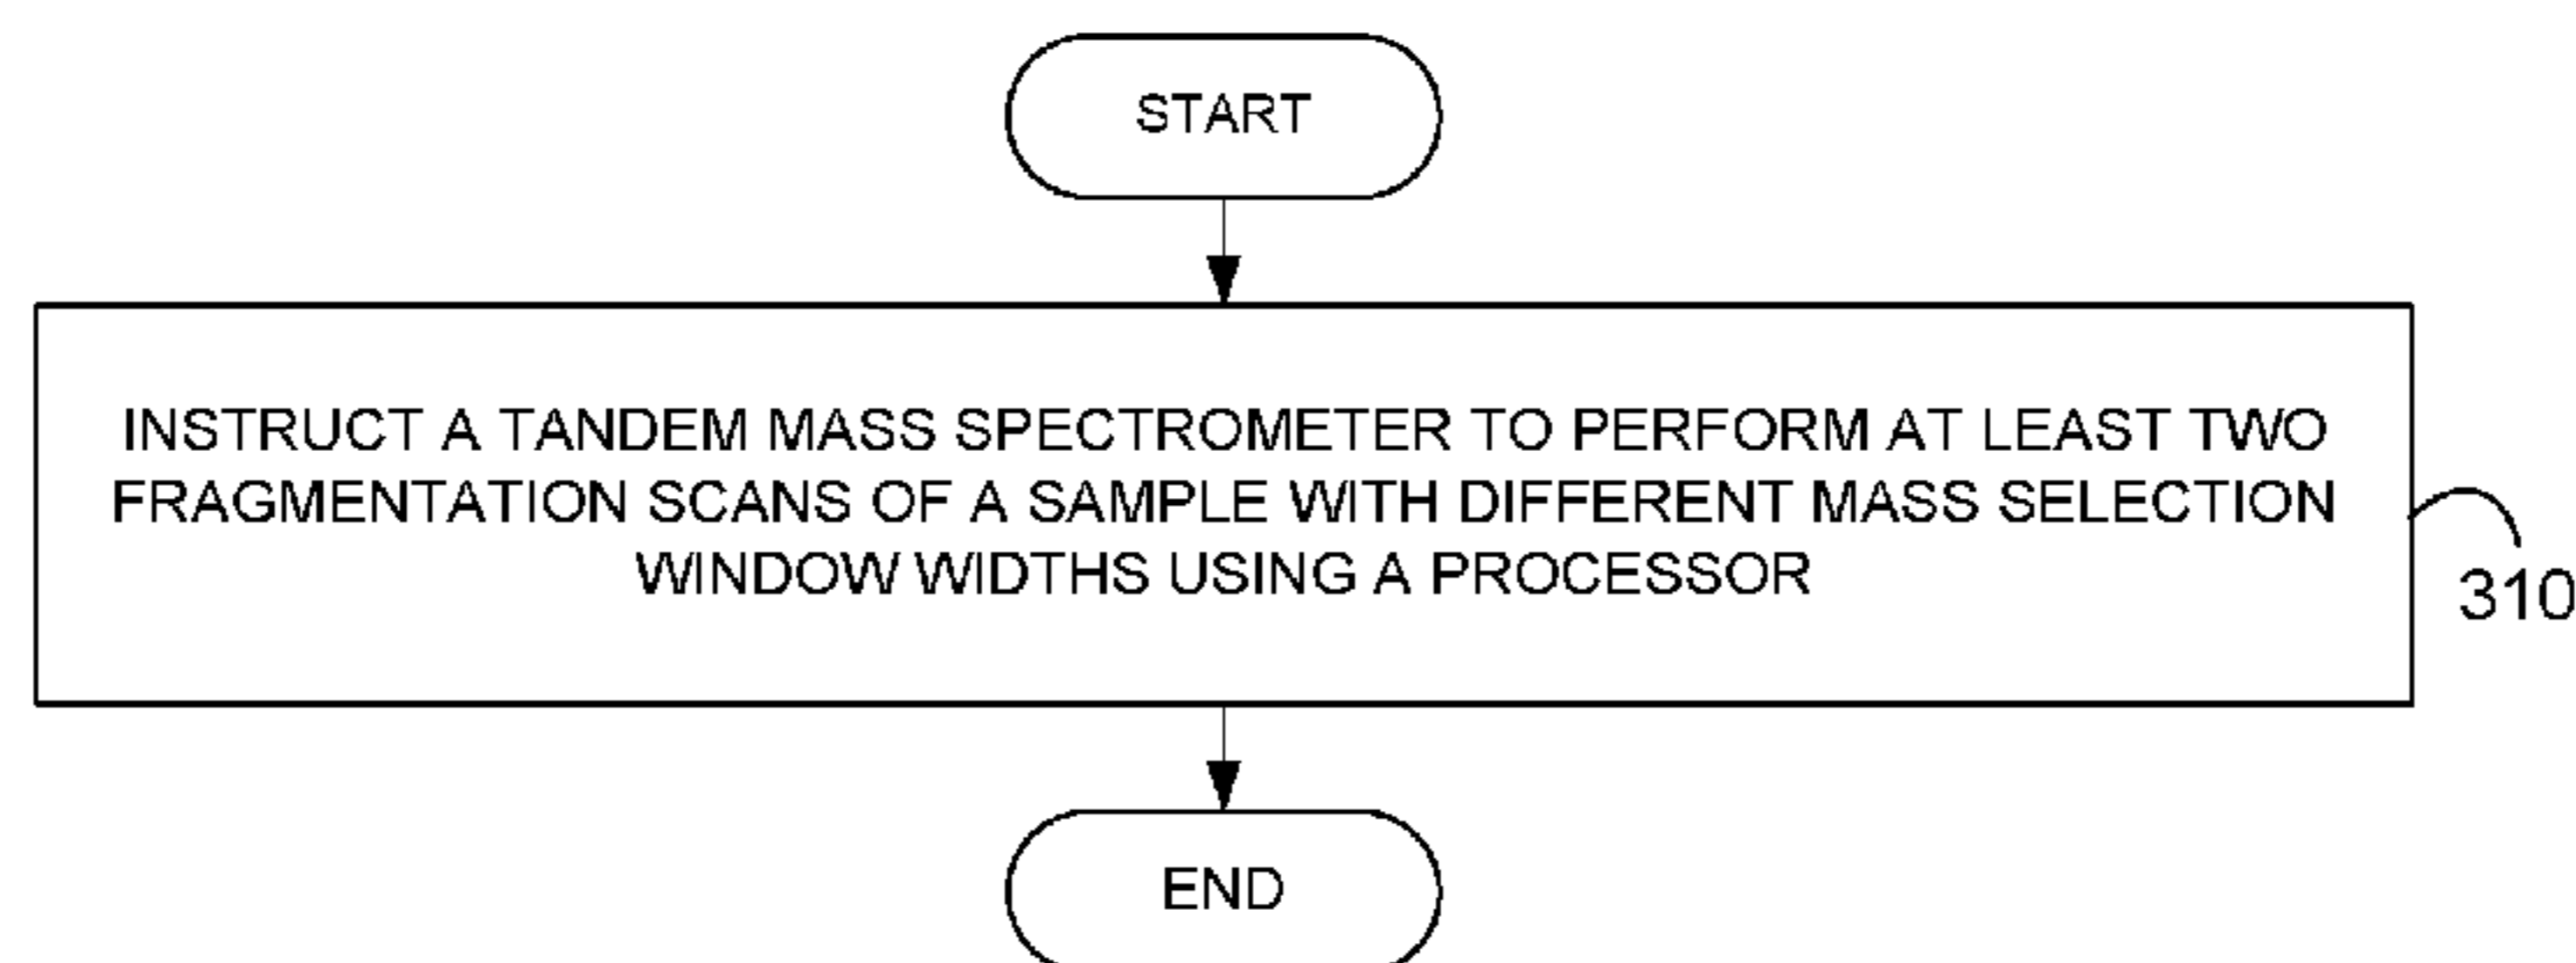 START
INSTRUCT A TANDEM MASS SPECTROMETER TO PERFORM AT LEAST TWO
FRAGMENTATION SCANS OF A SAMPLE WITH DIFFERENT MASS SELECTION
WINDOW WIDTHS USING A PROCESSOR
310
END